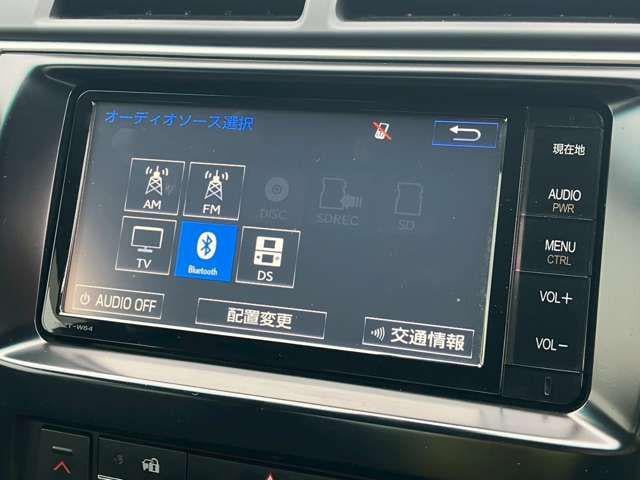 オーディオソース選択
AM
FM
DISC
SDREC
SD
TV
Bluetooth
DS
AUDIO OFF
配置変更
交通情報
現在地
AUDIO
PWR
MENU
CTRL
VOL+
VOL-